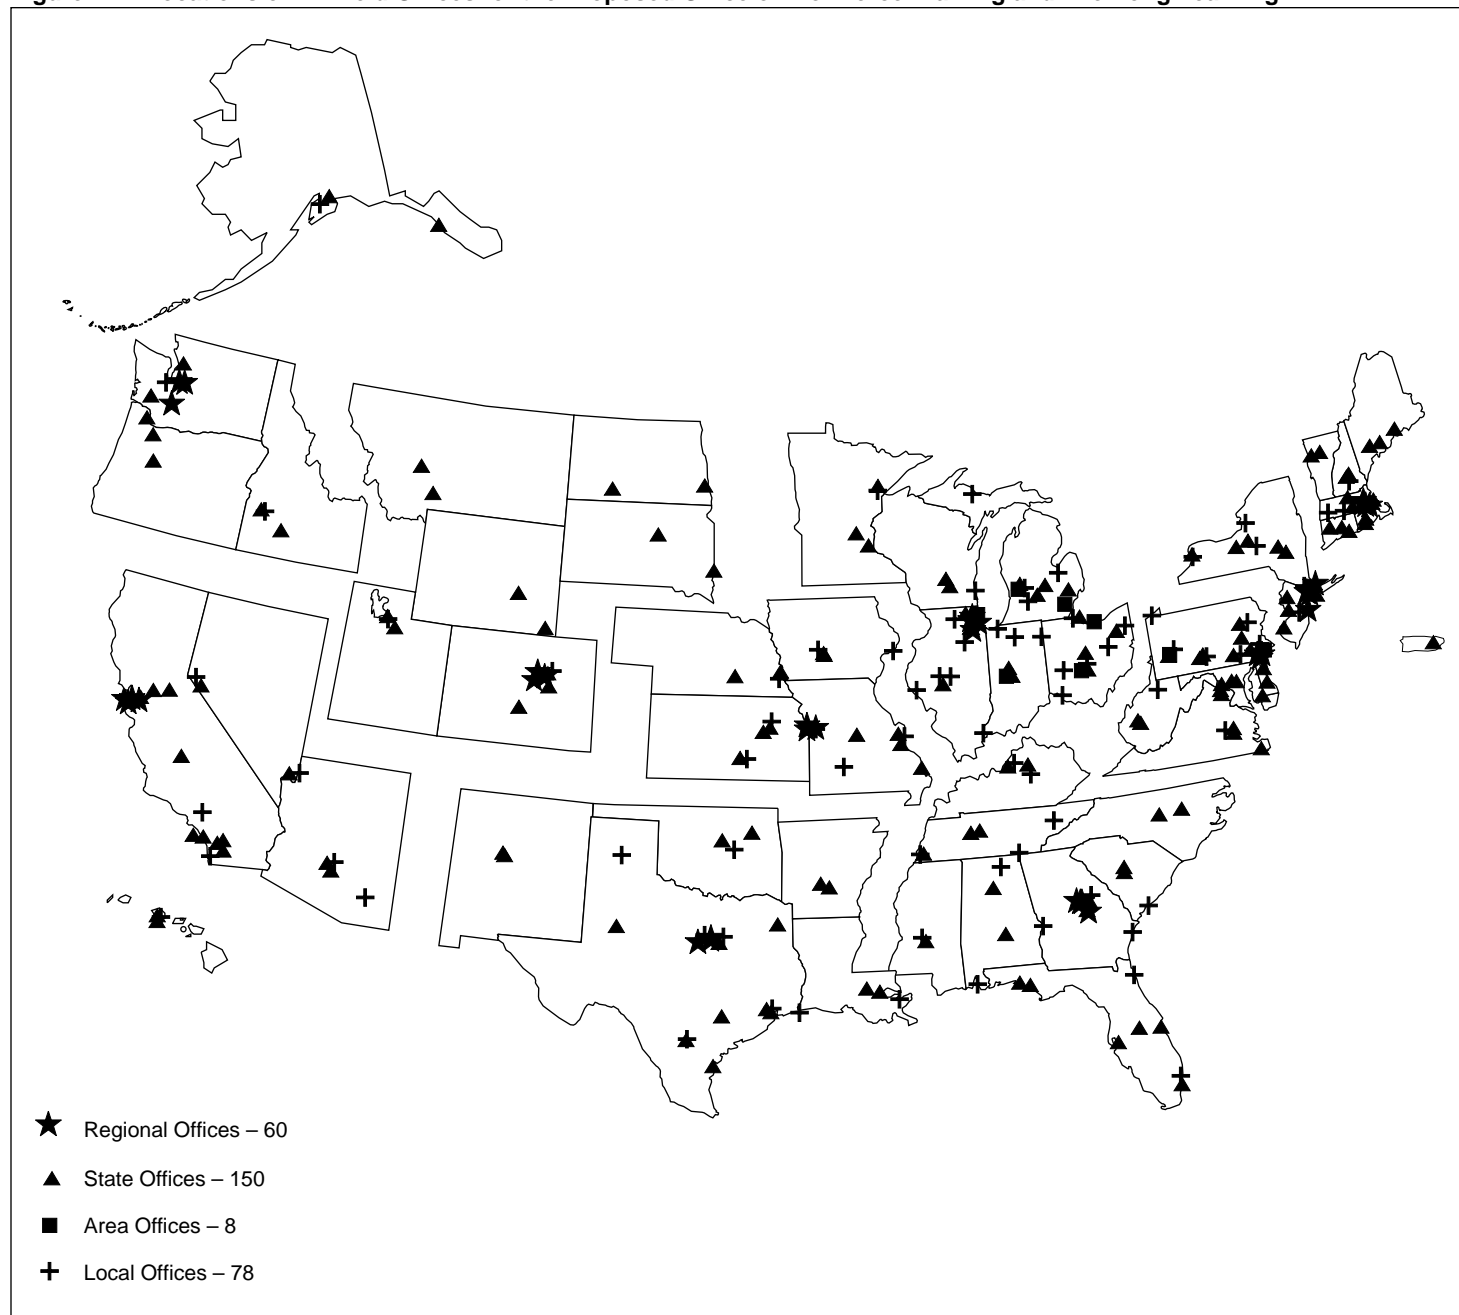 Regional Offices – 60
State Offices – 150
Area Offices – 8
Local Offices – 78